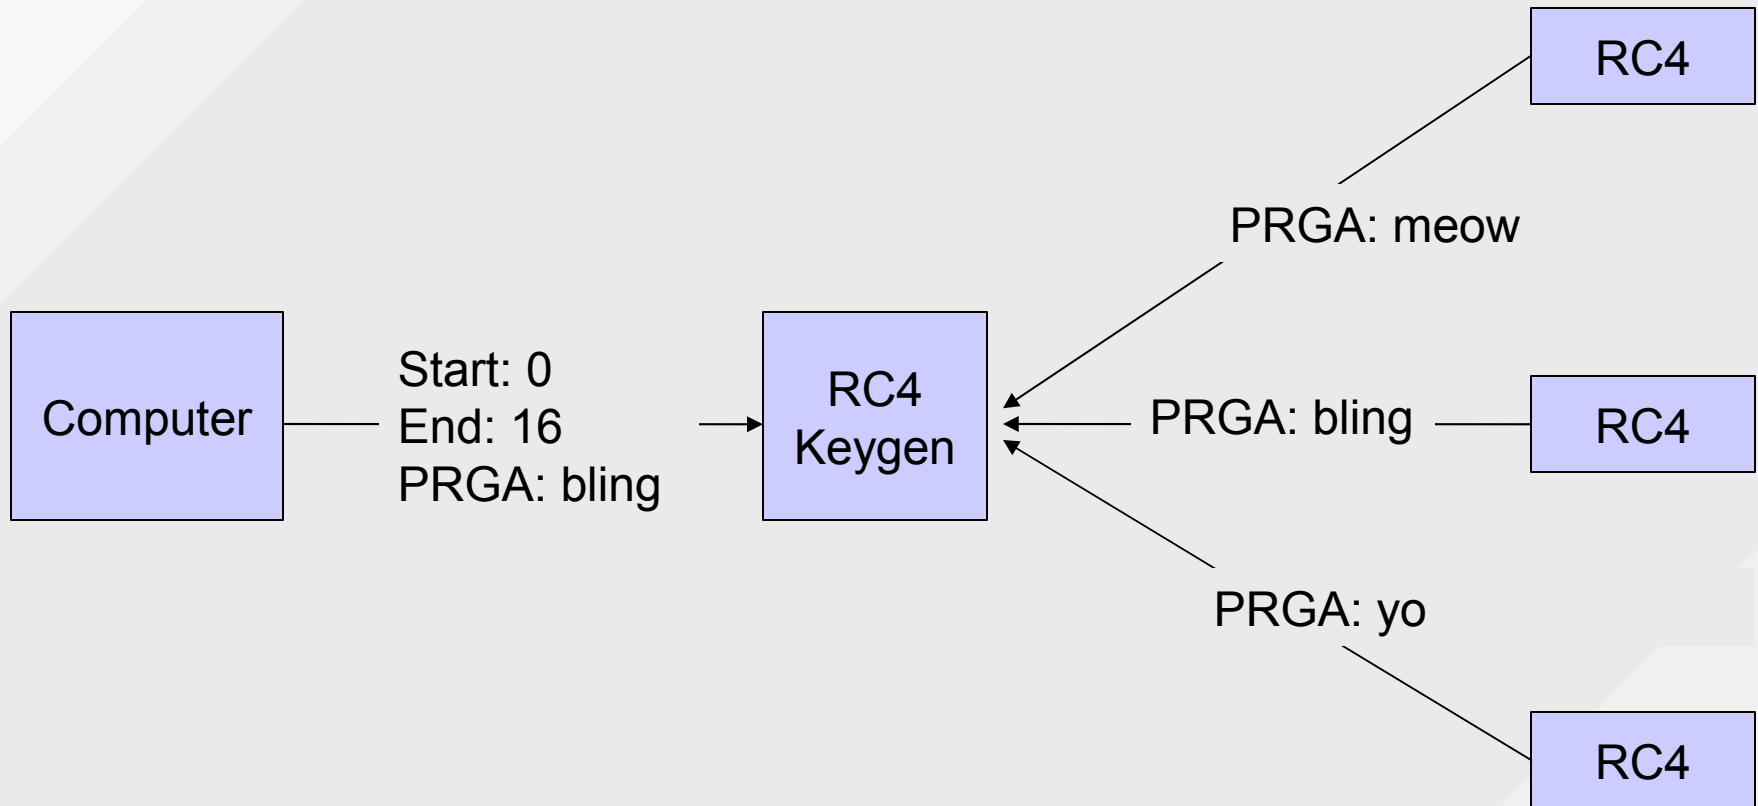 RC4
PRGA: meow
Computer
Start: 0
End: 16
PRGA: bling
RC4
Keygen
PRGA: bling
RC4
PRGA: yo
RC4